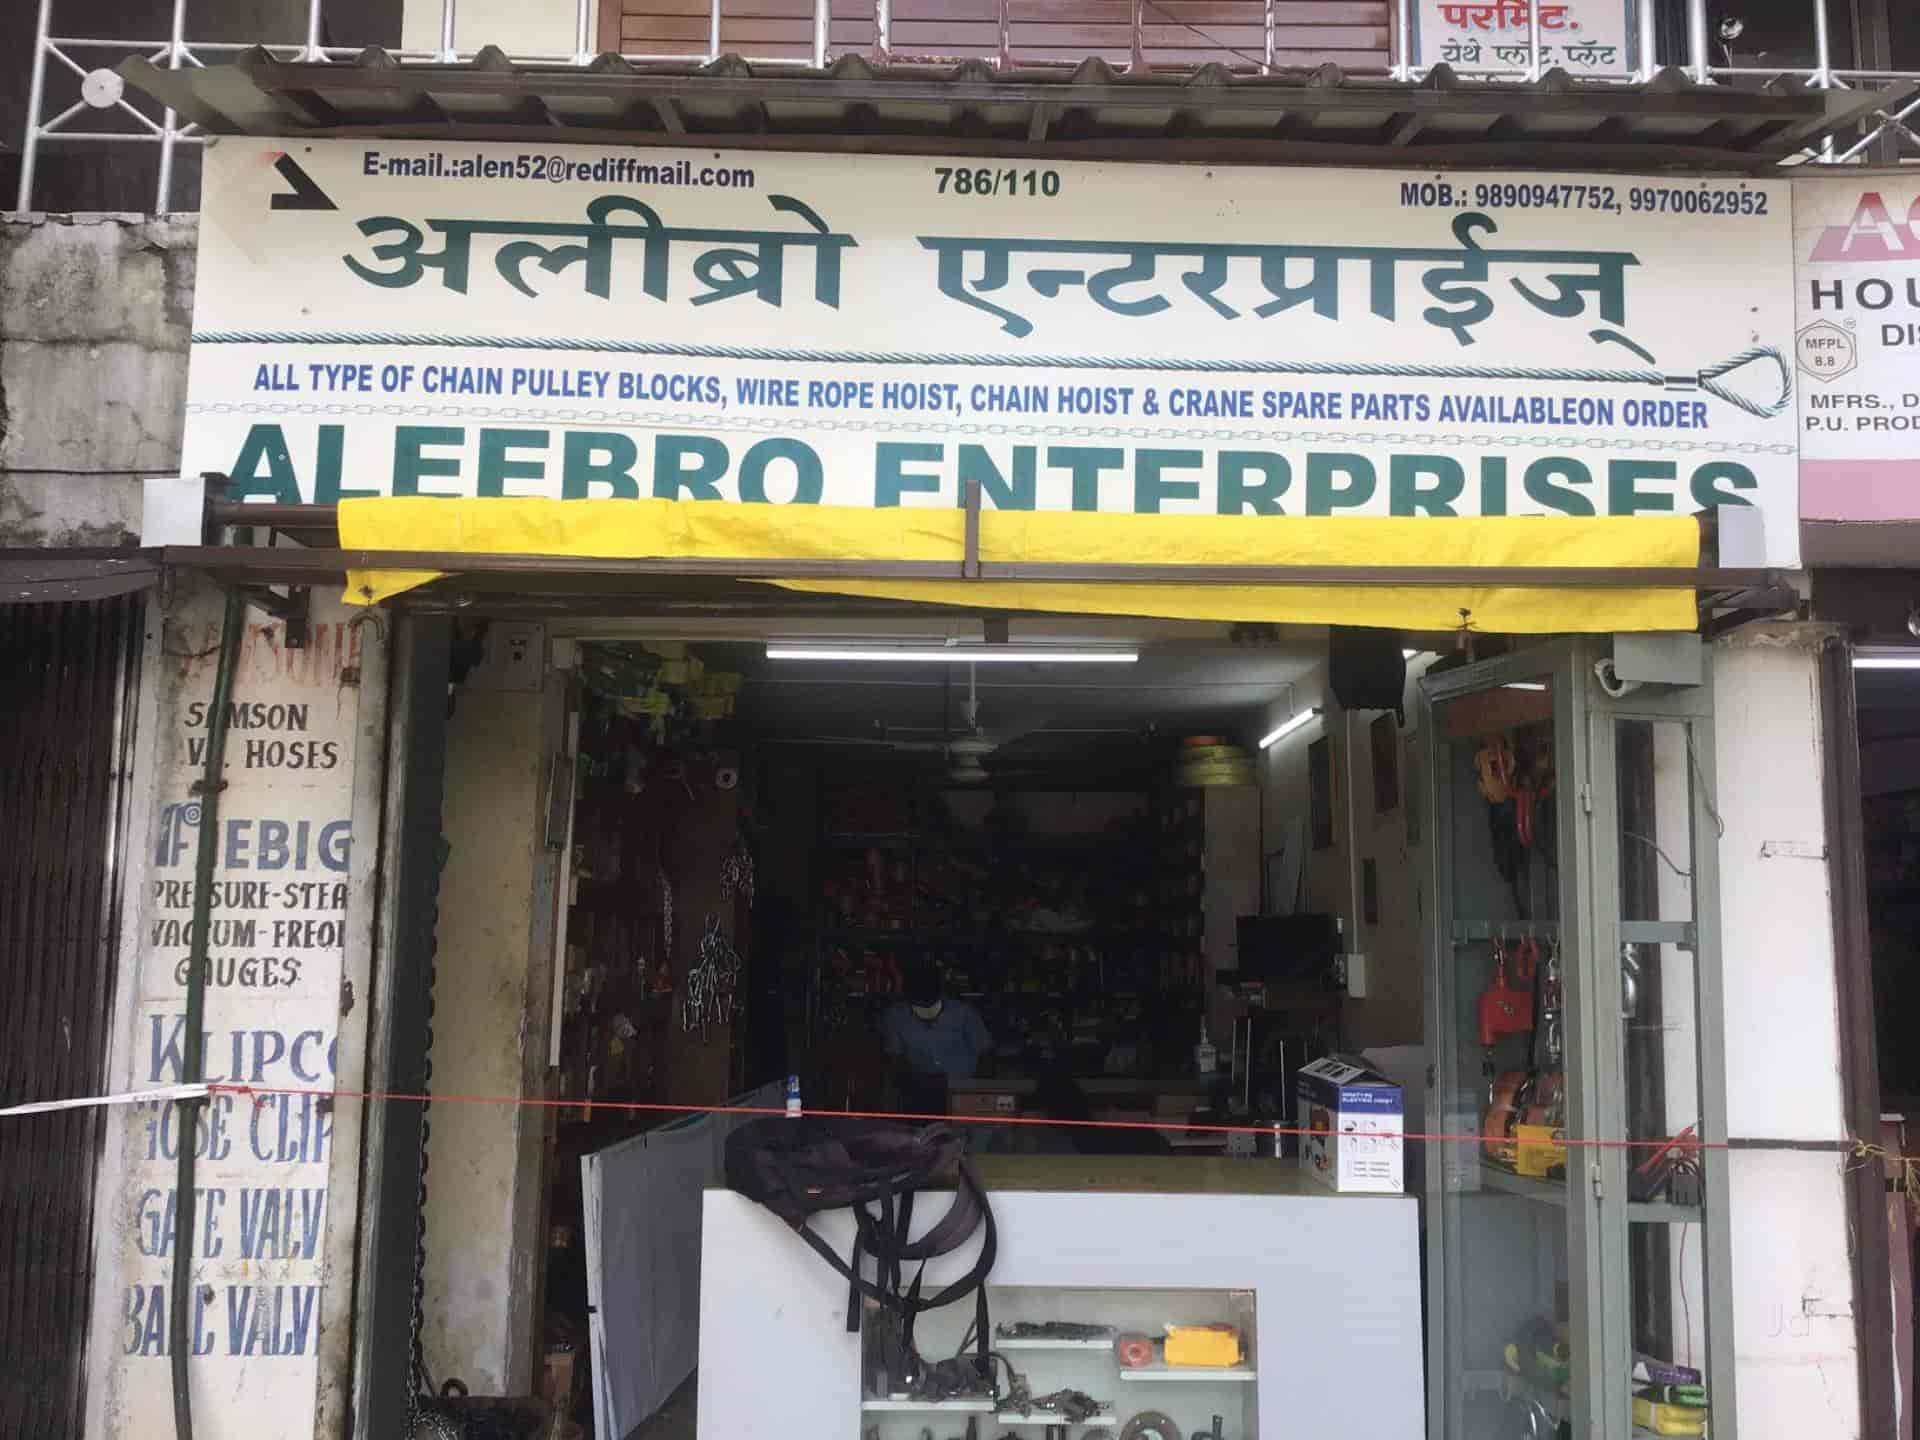 परमिट.
येथे प्लॉट, प्लॅट
E-mail.:alen52@rediffmail.com
786/110
MOB.: 9890947752, 9970062952
अलीब्रो एन्टरप्राईज्
ALL TYPE OF CHAIN PULLEY BLOCKS, WIRE ROPE HOIST, CHAIN HOIST & CRANE SPARE PARTS AVAILABLEON ORDER
ALEEBRO ENTERPRISES
HOU
MFPL
8.8
MFRS., D
P.U. PROD
SAMSON
HOSES
PRESSURE-STEA
VACUUM-FREO
GAUGES
KLIPCO
HOSE CLIP
GATE VALV
BALL VALV